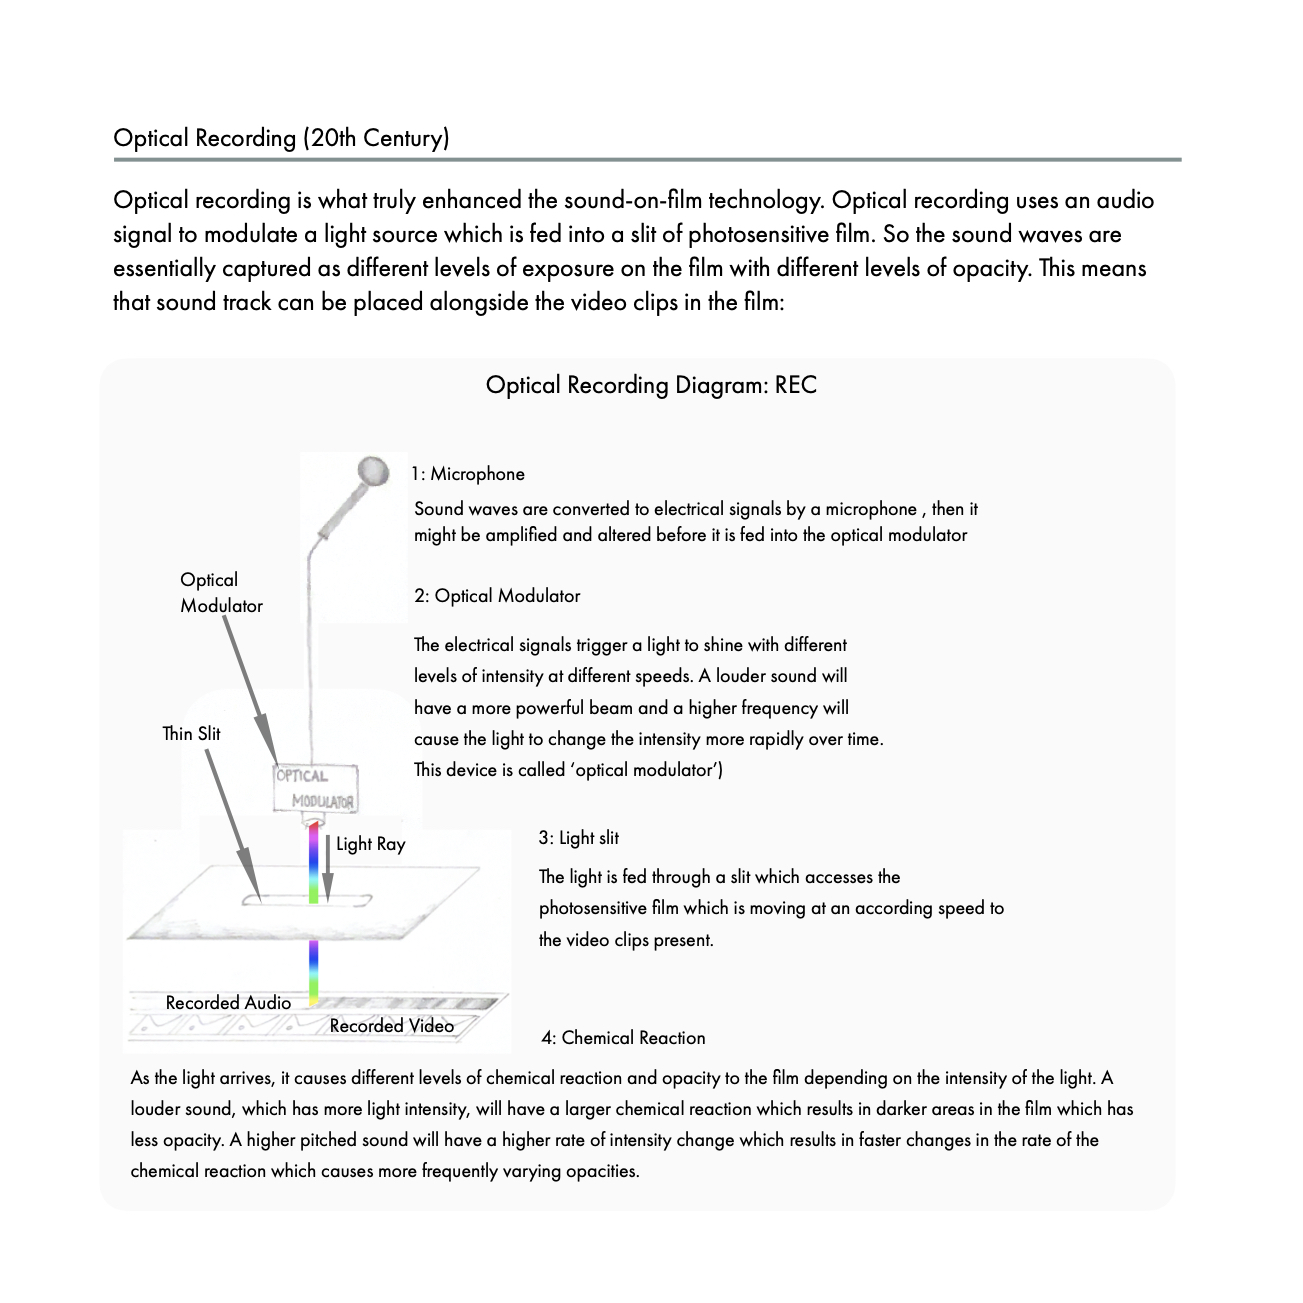 Optical Recording (20th Century)
Optical recording is what truly enhanced the sound-on-film technology. Optical recording uses an audio
signal to modulate a light source which is fed into a slit of photosensitive film. So the sound waves are
essentially captured as different levels of exposure on the film with different levels of opacity. This means
that sound track can be placed alongside the video clips in the film:
Optical Recording Diagram: REC
1: Microphone
Sound waves are converted to electrical signals by a microphone , then it
might be amplified and altered before it is fed into the optical modulator
Optical
Modulator
2: Optical Modulator
The electrical signals trigger a light to shine with different
levels of intensity at different speeds. A louder sound will
have a more powerful beam and a higher frequency will
cause the light to change the intensity more rapidly over time.
This device is called ‘optical modulator’)
Thin Slit
OPTICAL
MODULATOR
Light Ray
3: Light slit
The light is fed through a slit which accesses the
photosensitive film which is moving at an according speed to
the video clips present.
Recorded Audio
Recorded Video
4: Chemical Reaction
As the light arrives, it causes different levels of chemical reaction and opacity to the film depending on the intensity of the light. A
louder sound, which has more light intensity, will have a larger chemical reaction which results in darker areas in the film which has
less opacity. A higher pitched sound will have a higher rate of intensity change which results in faster changes in the rate of the
chemical reaction which causes more frequently varying opacities.